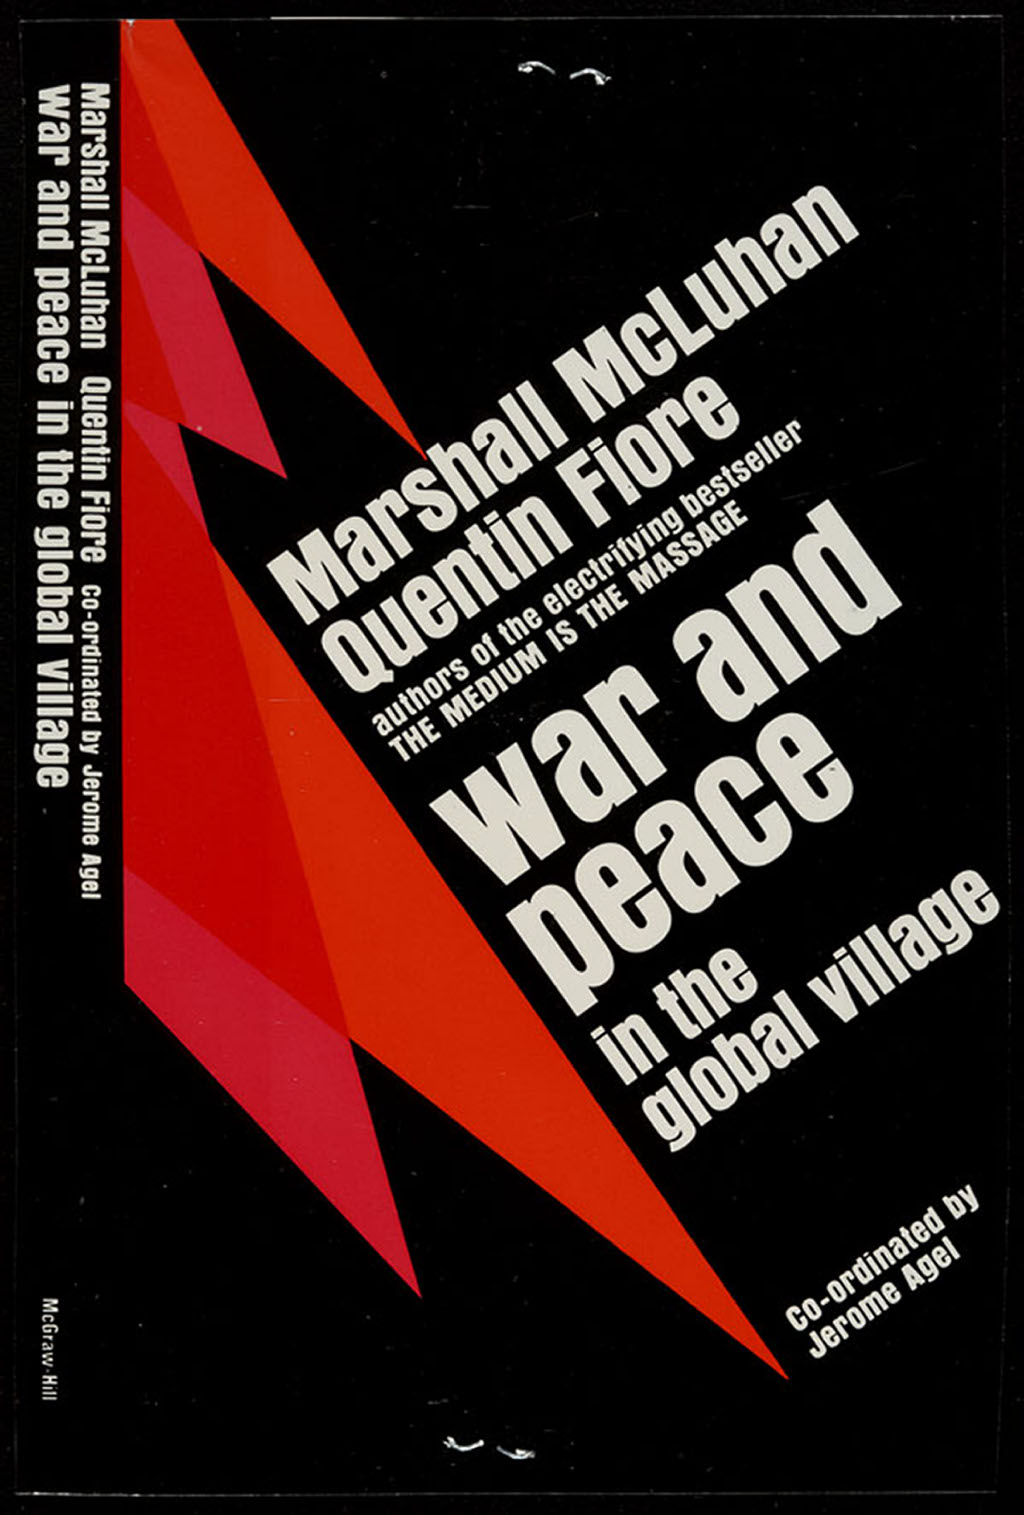 Marshall McLuhan
Quentin Fiore
authors of the electrifying bestseller
THE MEDIUM IS THE MASSAGE
war and
peace
in the
global village
Co-ordinated by
Jerome Agel
Marshall McLuhan Quentin Fiore Co-ordinated by Jerome Agel
war and peace in the global village
McGraw-Hill